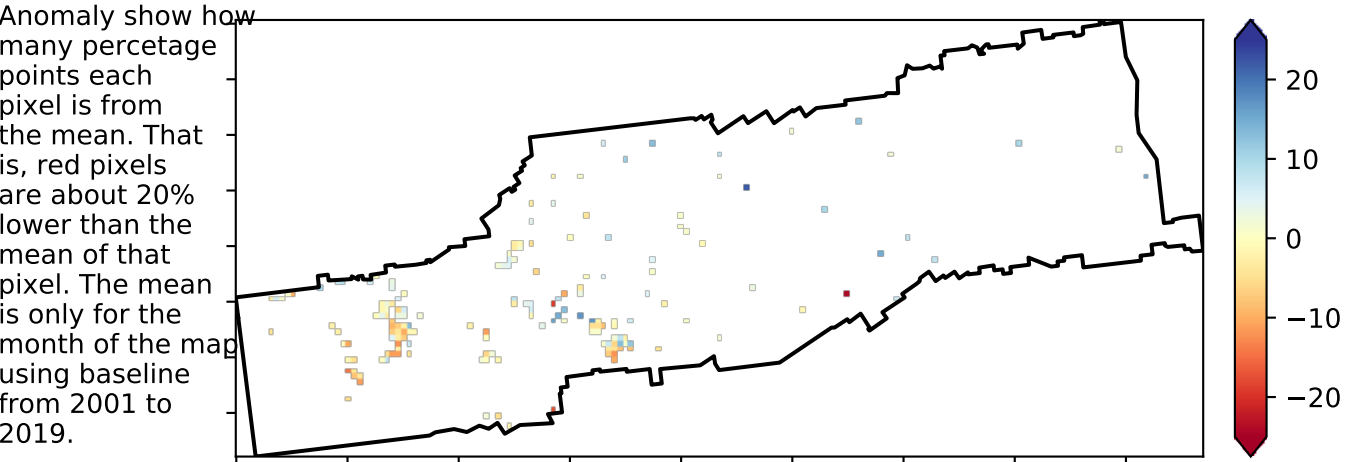 Anomaly show how
many percetage
points each
pixel is from
the mean. That
is, red pixels
are about 20%
lower than the
mean of that
pixel. The mean
is only for the
month of the map
using baseline
from 2001 to
2019.
20
10
0
−10
−20